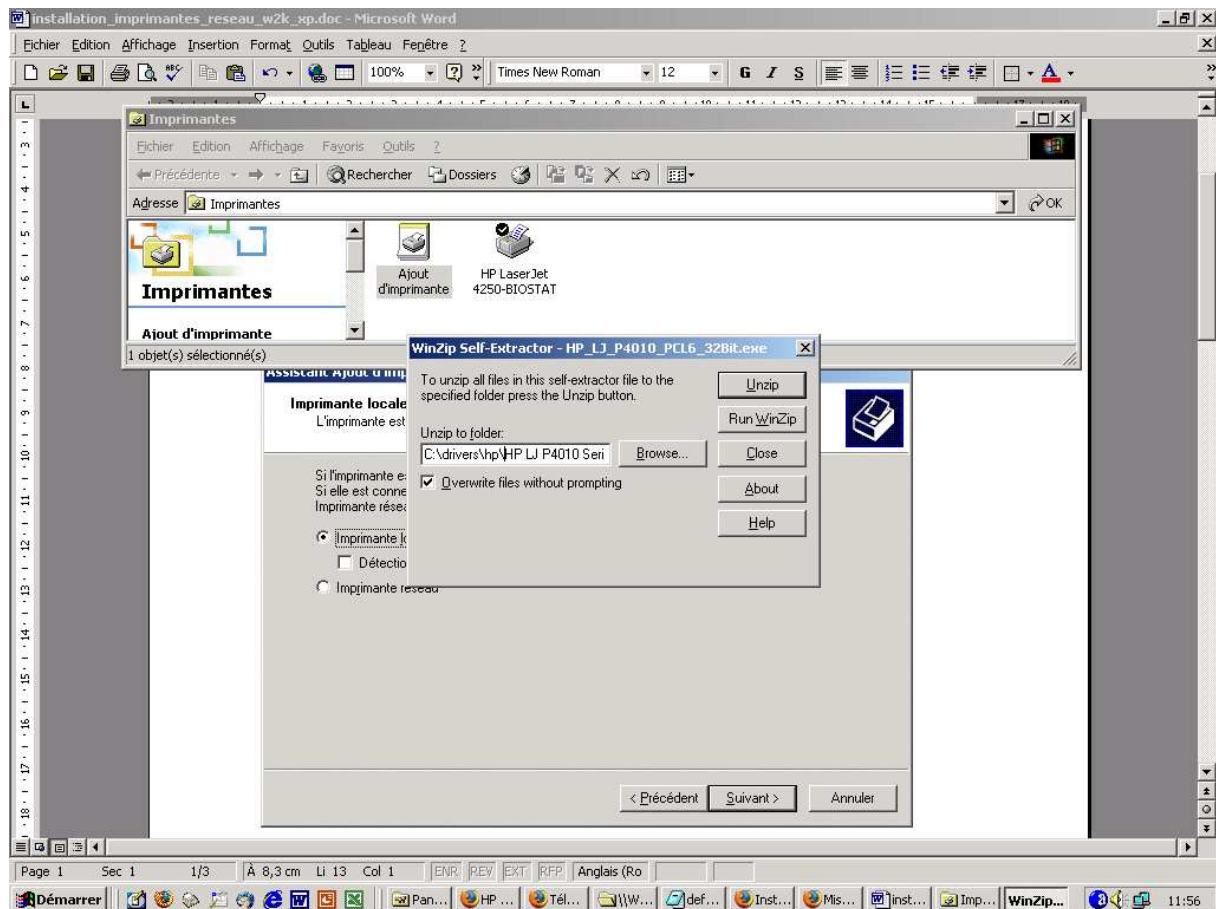 installation_imprimantes_reseau_w2k_xp.doc - Microsoft Word
Fichier Edition Affichage Insertion Format Outils Tableau Fenêtre ?
100% Times New Roman 12 G I S
Imprimantes
Fichier Edition Affichage Favoris Outils ?
Précédente Rechercher Dossiers
Adresse Imprimantes OK
Imprimantes
Ajout d'imprimante
Ajout d'imprimante
HP LaserJet 4250-BIOSTAT
1 objet(s) sélectionné(s)
WinZip Self-Extractor - HP_LJ_P4010_PCL6_32Bit.exe
To unzip all files in this self-extractor file to the
specified folder press the Unzip button.
Unzip to folder:
C:\drivers\hp\HP LJ P4010 Seri
Browse...
Overwrite files without prompting
Unzip
Run WinZip
Close
About
Help
Assistant Ajout d'imp
Imprimante locale
L'imprimante est
Si l'imprimante e
Si elle est conne
Imprimante résea
Imprimante lo
Détectio
Imprimante réseau
< Précédent Suivant > Annuler
Page 1 Sec 1 1/3 À 8,3 cm Li 13 Col 1 ENR REV EXT RFP Anglais (Ro
Démarrer Pan... HP ... Tél... \\W... def... Inst... Mis... inst... Imp... WinZip... 11:56